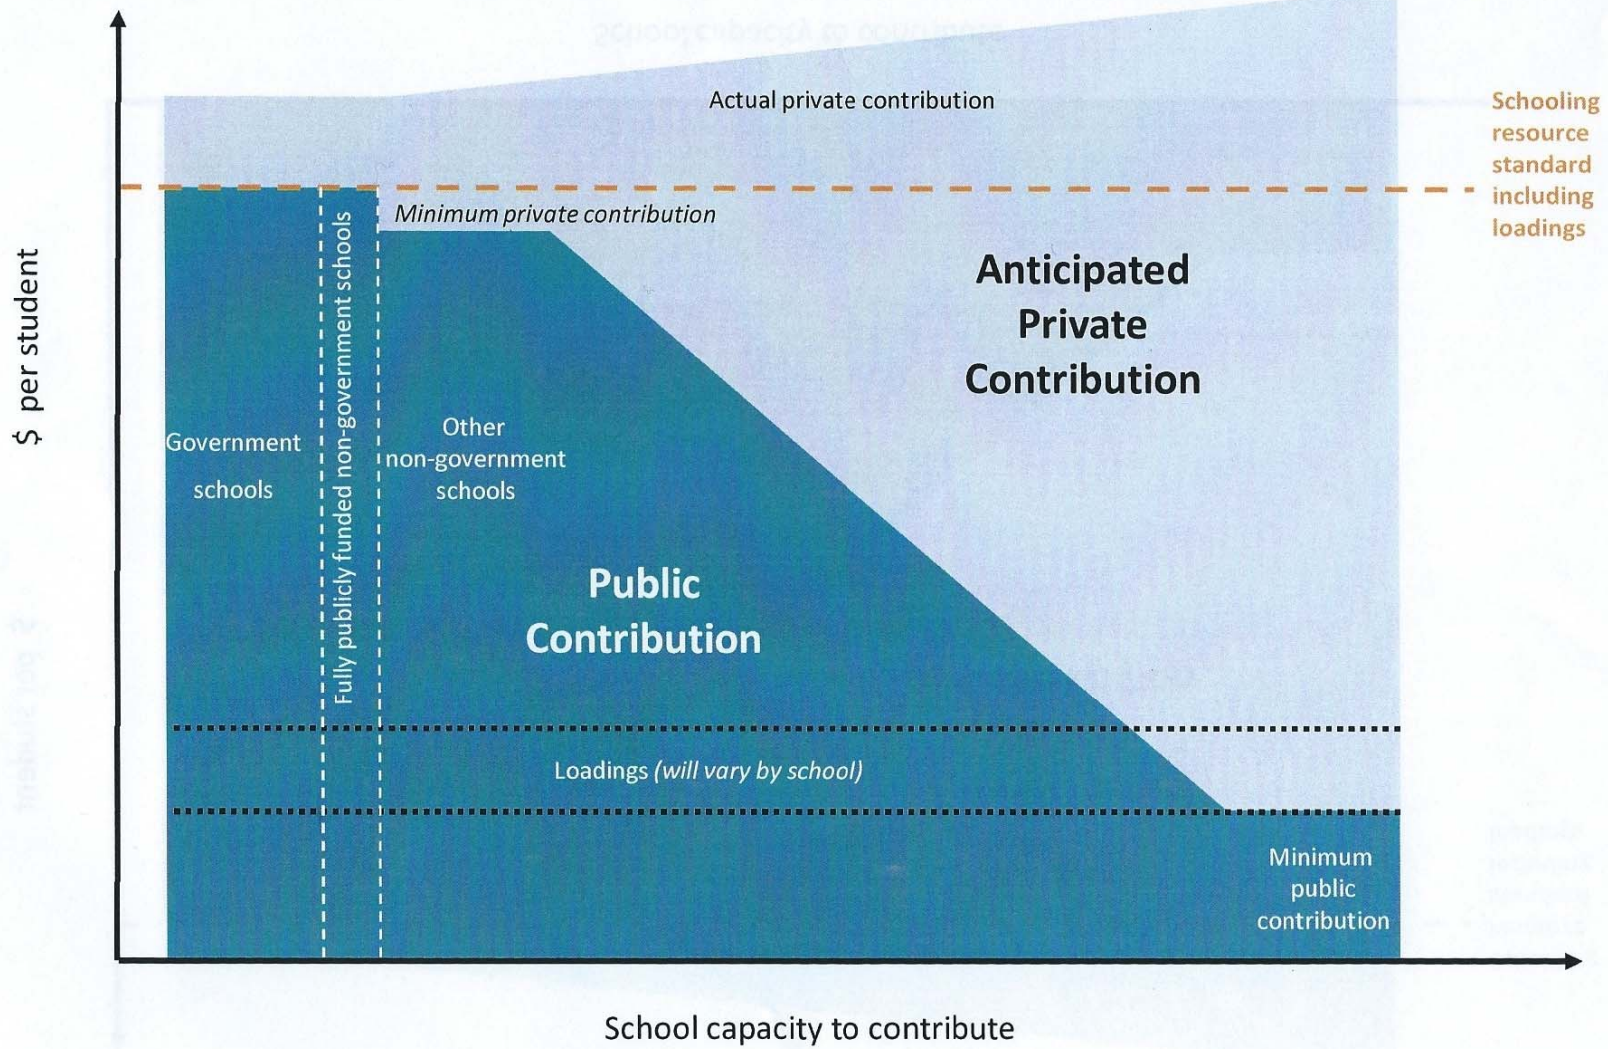 Actual private contribution
Schooling
resource
standard
including
loadings
Minimum private contribution
Anticipated
Private
Contribution
$ per student
Government
schools
Fully publicly funded non-government schools
Other
non-government
schools
Public
Contribution
Loadings (will vary by school)
Minimum
public
contribution
School capacity to contribute